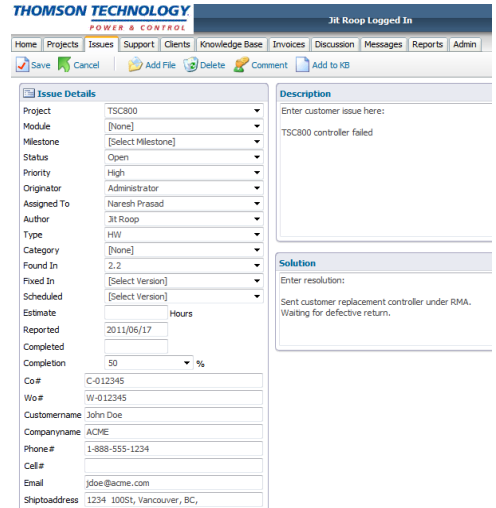 THOMSON TECHNOLOGY
POWER & CONTROL
Jit Roop Logged In
Home Projects Issues Support Clients Knowledge Base Invoices Discussion Messages Reports Admin
Save Cancel Add File Delete Comment Add to KB
Issue Details
Project TSC800
Module [None]
Milestone [Select Milestone]
Status Open
Priority High
Originator Administrator
Assigned To Naresh Prasad
Author Jit Roop
Type HW
Category [None]
Found In 2.2
Fixed In [Select Version]
Scheduled [Select Version]
Estimate Hours
Reported 2011/06/17
Completed
Completion 50 %
Co# C-012345
Wo# W-012345
Customername John Doe
Companyname ACME
Phone# 1-888-555-1234
Cell#
Email jdoe@acme.com
Shiptoaddress 1234 100St, Vancouver, BC,
Description
Enter customer issue here:
TSC800 controller failed
Solution
Enter resolution:
Sent customer replacement controller under RMA.
Waiting for defective return.